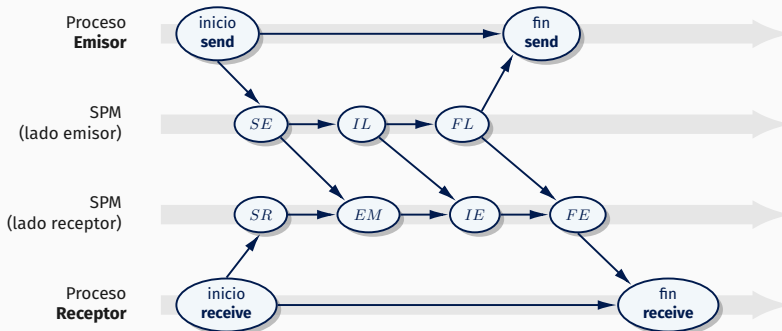 Proceso
Emisor
inicio
send
fin
send
SPM
(lado emisor)
SE
IL
FL
SPM
(lado receptor)
SR
EM
IE
FE
Proceso
Receptor
inicio
receive
fin
receive